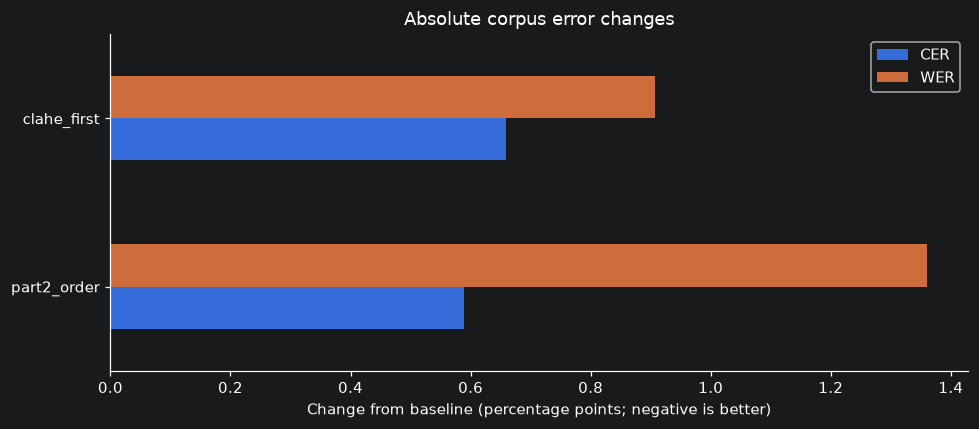 Absolute corpus error changes
CER
WER
clahe_first
part2_order
0.0 0.2 0.4 0.6 0.8 1.0 1.2 1.4
Change from baseline (percentage points; negative is better)